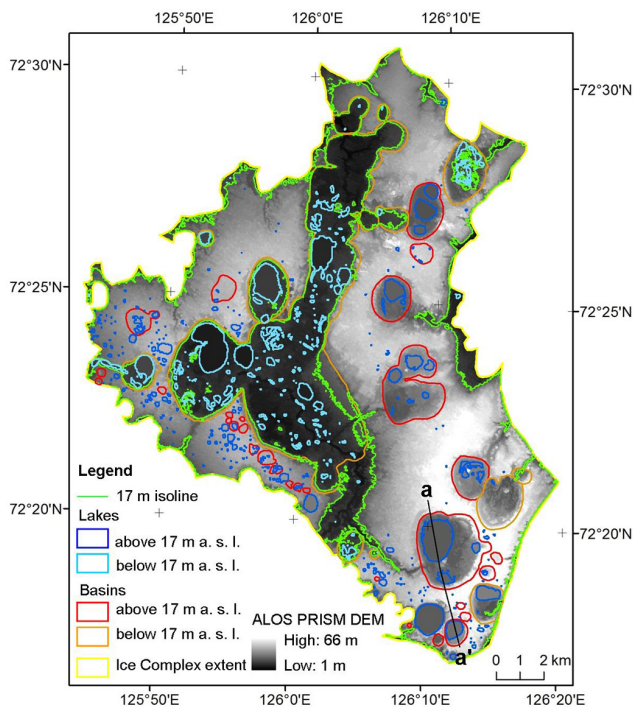 125°50'E 126°0'E 126°10'E
72°30'N 72°30'N
72°25'N 72°25'N
72°20'N 72°20'N
a
a'
Legend
17 m isoline
Lakes
above 17 m a. s. l.
below 17 m a. s. l.
Basins
above 17 m a. s. l.
below 17 m a. s. l.
Ice Complex extent
ALOS PRISM DEM
High: 66 m
Low: 1 m
0 1 2 km
125°50'E 126°0'E 126°10'E 126°20'E